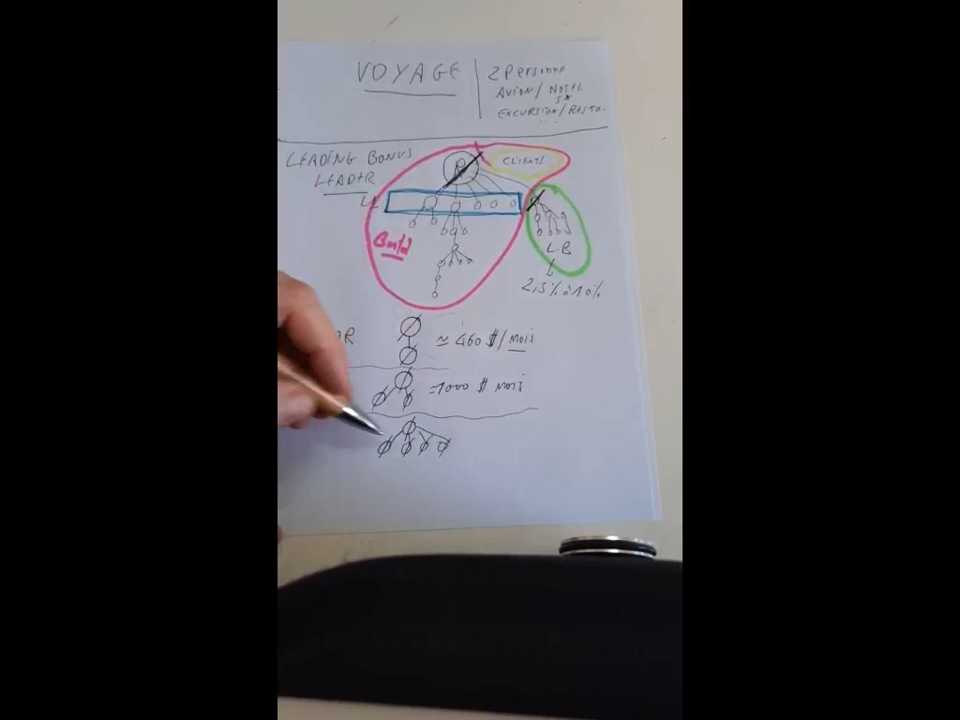 VOYAGE
2 Personne
AVION / HOTEL
5*
EXCURSION / RESTO.
LEADING BONUS
LEADER
CLIENTS
Build
L.B
2,5% à 10%
≃ 460 $/mois
≃1000 $ mois